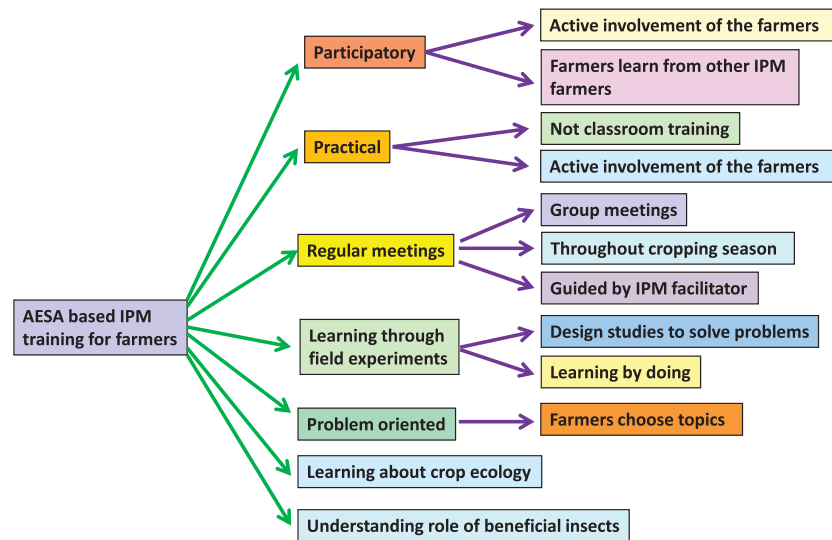 AESA based IPM
training for farmers
Participatory
Active involvement of the farmers
Farmers learn from other IPM
farmers
Practical
Not classroom training
Active involvement of the farmers
Regular meetings
Group meetings
Throughout cropping season
Guided by IPM facilitator
Learning through
field experiments
Design studies to solve problems
Learning by doing
Problem oriented
Farmers choose topics
Learning about crop ecology
Understanding role of beneficial insects